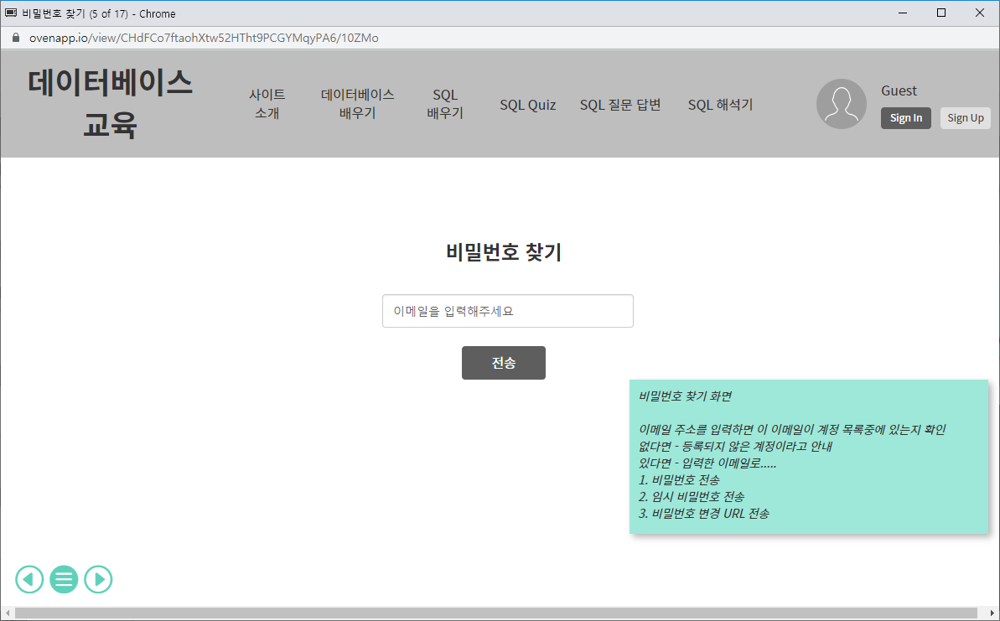 비밀번호 찾기 (5 of 17) - Chrome
ovenapp.io/view/CHdFCo7ftaohXtw52HTht9PCGYMqyPA6/10ZMo
데이터베이스
교육
사이트
소개
데이터베이스
배우기
SQL
배우기
SQL Quiz
SQL 질문 답변
SQL 해석기
Guest
Sign In
Sign Up
비밀번호 찾기
이메일을 입력해주세요
전송
비밀번호 찾기 화면
이메일 주소를 입력하면 이 이메일이 계정 목록중에 있는지 확인
없다면 - 등록되지 않은 계정이라고 안내
있다면 - 입력한 이메일로.....
1. 비밀번호 전송
2. 임시 비밀번호 전송
3. 비밀번호 변경 URL 전송